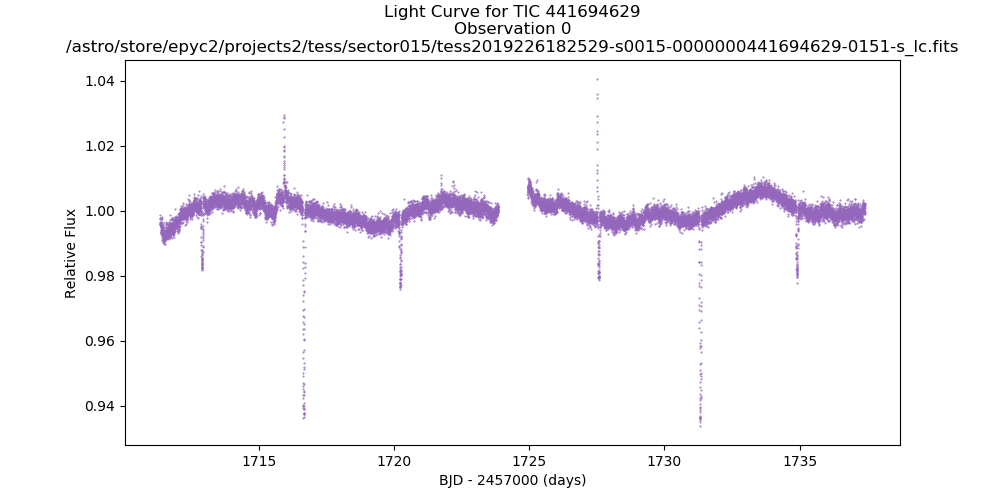 Light Curve for TIC 441694629
Observation 0
/astro/store/epyc2/projects2/tess/sector015/tess2019226182529-s0015-0000000441694629-0151-s_lc.fits
1.04
1.02
1.00
0.98
0.96
0.94
Relative Flux
1715
1720
1725
1730
1735
BJD - 2457000 (days)